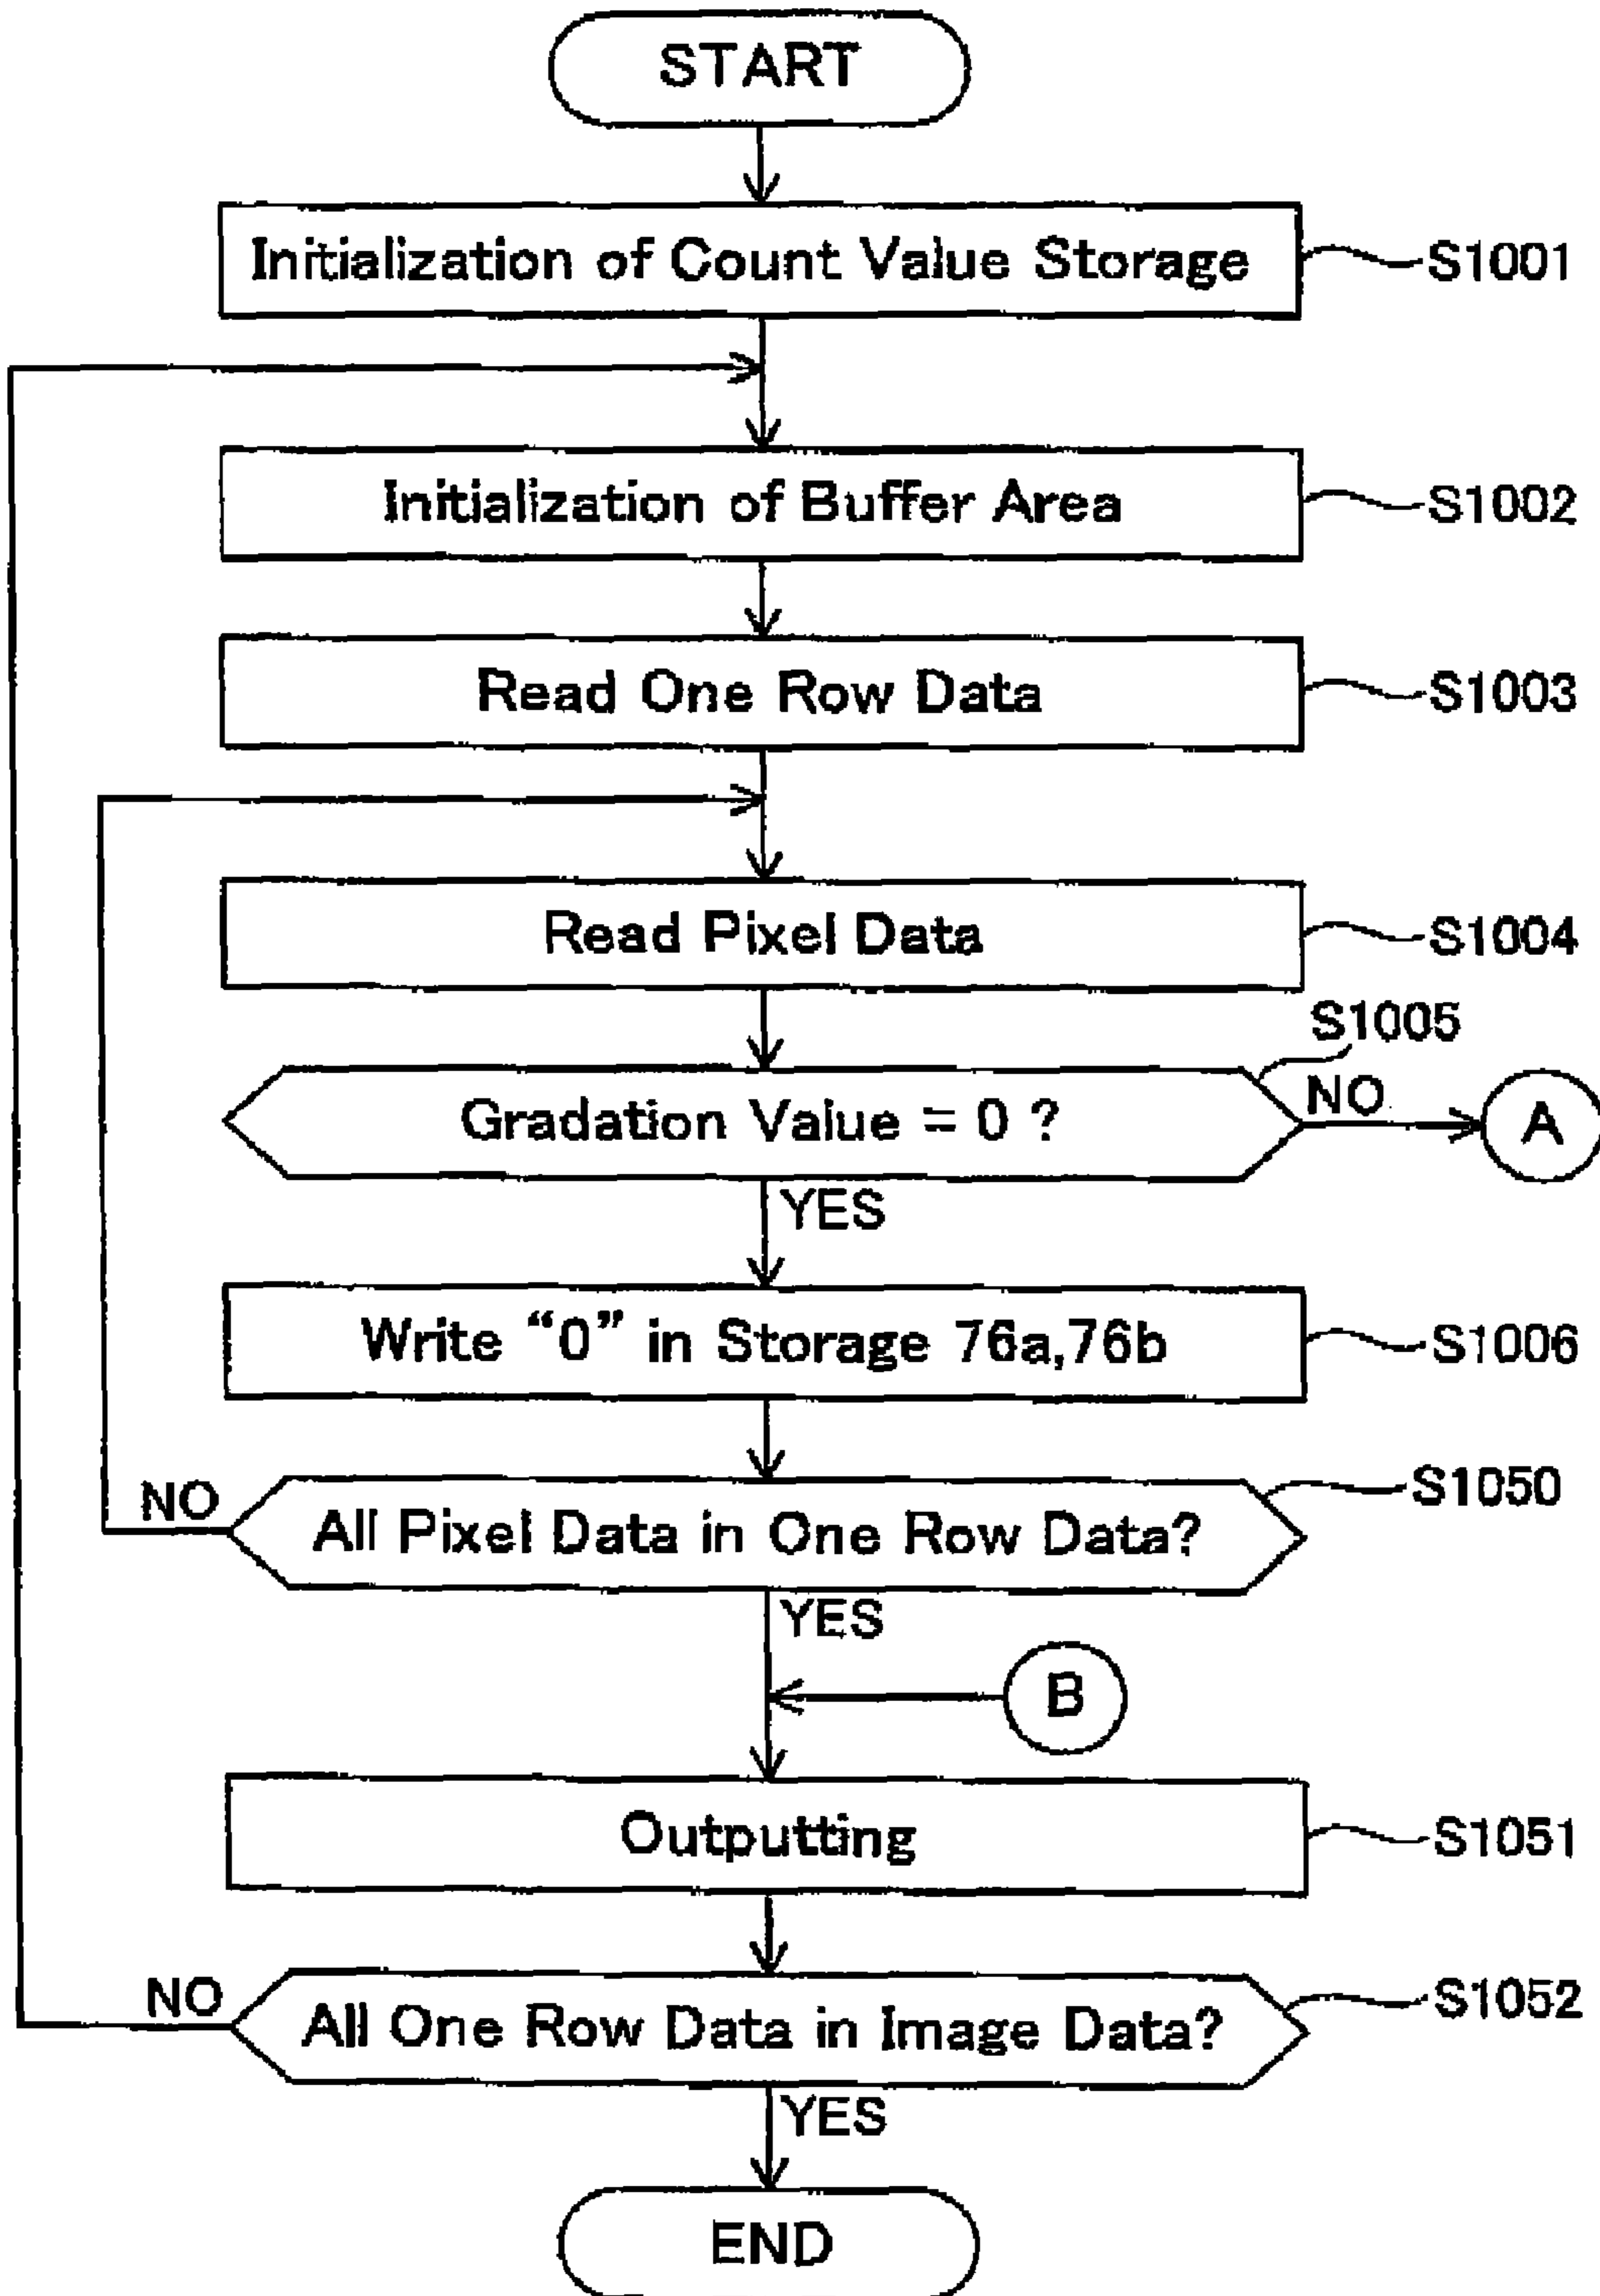 START
Initialization of Count Value Storage
S1001
Initialization of Buffer Area
S1002
Read One Row Data
S1003
Read Pixel Data
S1004
S1005
Gradation Value = 0 ?
NO
A
YES
Write “0” in Storage 76a,76b
S1006
NO
All Pixel Data in One Row Data?
S1050
YES
B
Outputting
S1051
NO
All One Row Data in Image Data?
S1052
YES
END